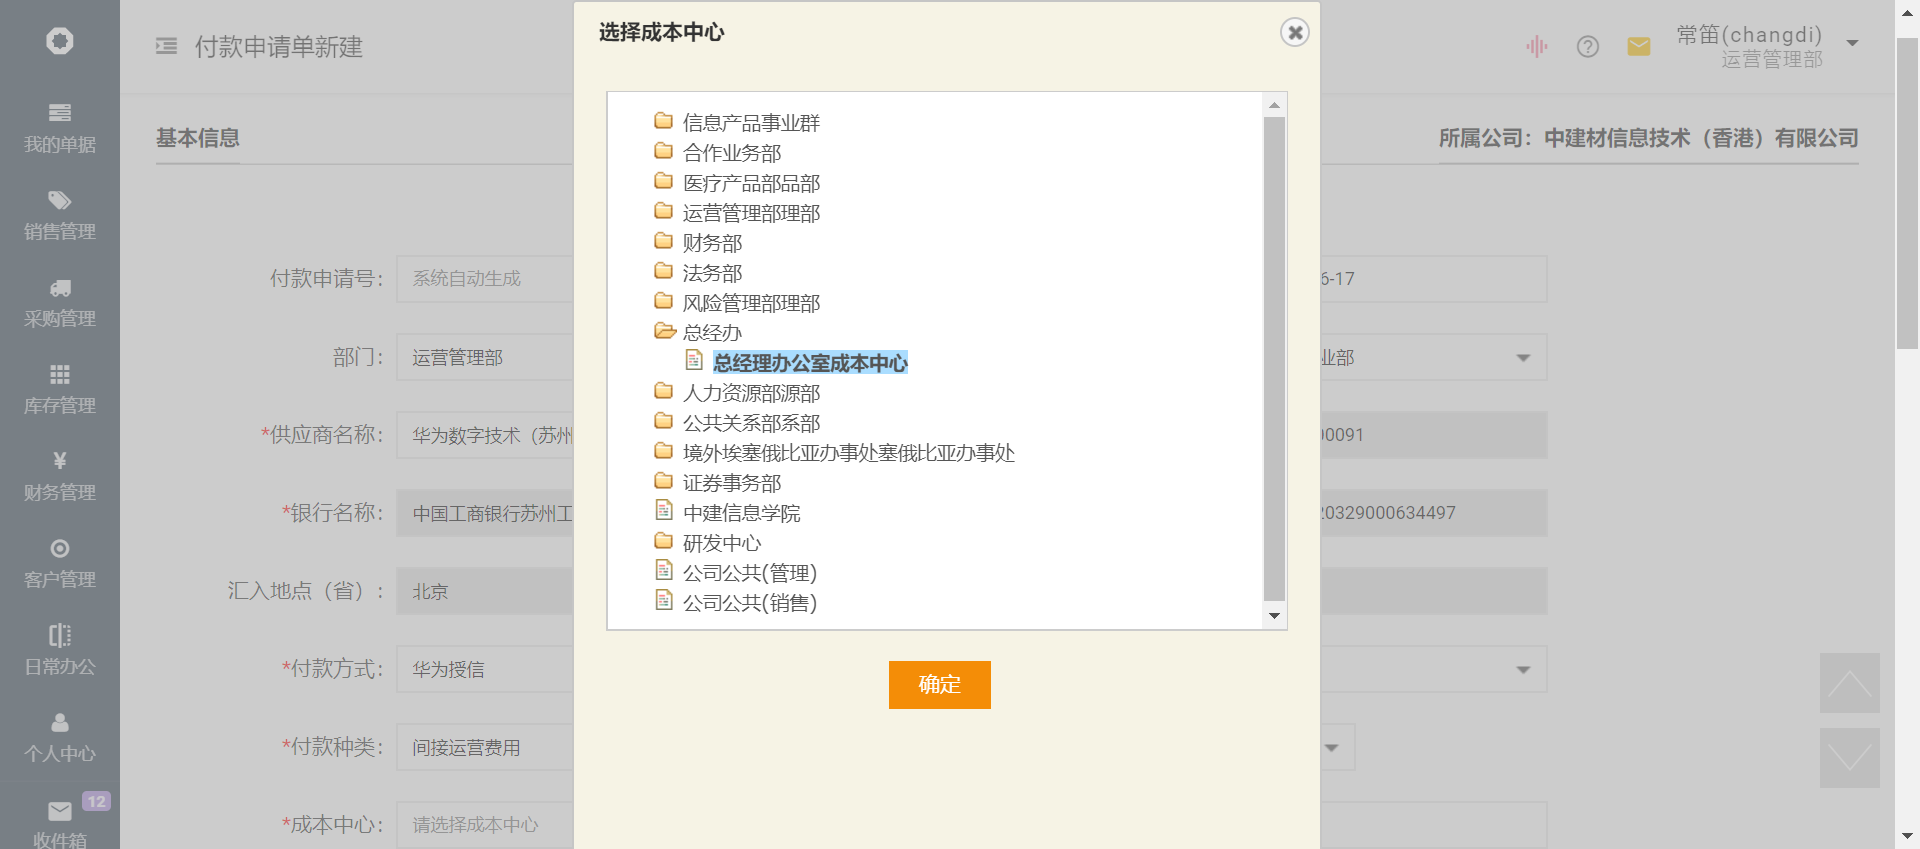 我的单据
销售管理
采购管理
库存管理
财务管理
客户管理
日常办公
个人中心
12
收件箱
付款申请单新建
常笛(changdi)
运营管理部
基本信息
所属公司：中建材信息技术（香港）有限公司
付款申请号：
系统自动生成
6-17
部门：
运营管理部
业部
*供应商名称：
华为数字技术（苏州
00091
*银行名称：
中国工商银行苏州工
20329000634497
汇入地点（省）：
北京
*付款方式：
华为授信
*付款种类：
间接运营费用
*成本中心：
请选择成本中心
选择成本中心
信息产品事业群
合作业务部
医疗产品部品部
运营管理部理部
财务部
法务部
风险管理部理部
总经办
总经理办公室成本中心
人力资源部源部
公共关系部系部
境外埃塞俄比亚办事处塞俄比亚办事处
证券事务部
中建信息学院
研发中心
公司公共(管理)
公司公共(销售)
确定